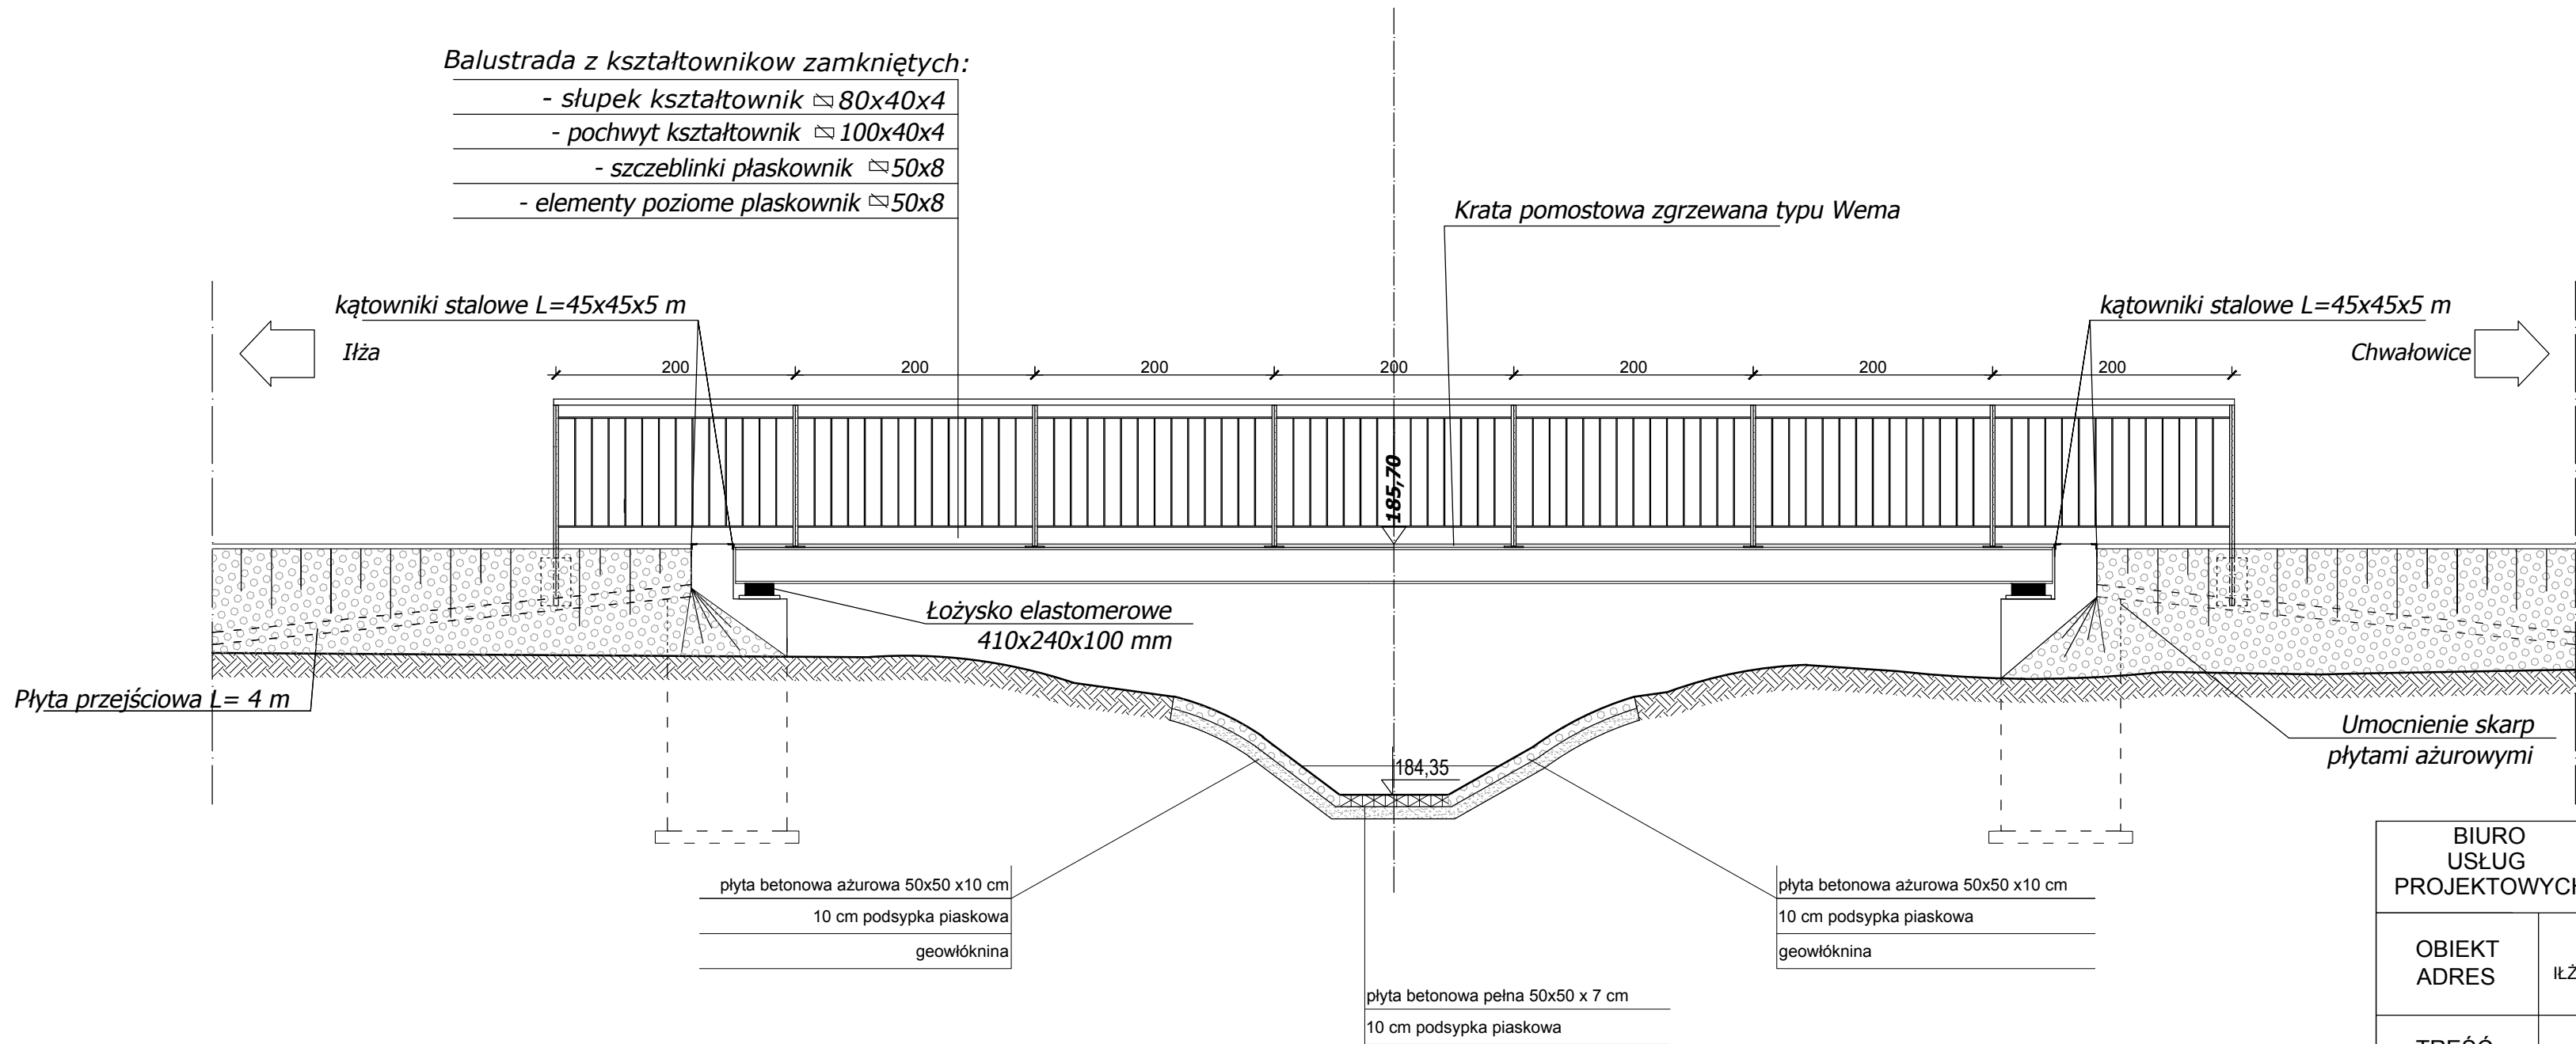 Balustrada z kształtownikow zamkniętych:
- słupek kształtownik 80x40x4
- pochwyt kształtownik 100x40x4
- szczeblinki płaskownik 50x8
- elementy poziome plaskownik 50x8
Krata pomostowa zgrzewana typu Wema
kątowniki stalowe L=45x45x5 m
kątowniki stalowe L=45x45x5 m
Iłża
Chwałowice
200 200 200 200 200 200 200
185,70
Łożysko elastomerowe
410x240x100 mm
Płyta przejściowa L= 4 m
Umocnienie skarp
płytami ażurowymi
184,35
płyta betonowa ażurowa 50x50 x10 cm
10 cm podsypka piaskowa
geowłóknina
płyta betonowa ażurowa 50x50 x10 cm
10 cm podsypka piaskowa
geowłóknina
płyta betonowa pełna 50x50 x 7 cm
10 cm podsypka piaskowa
BIURO
USŁUG
PROJEKTOWYCH
OBIEKT
ADRES
IŁŻ
TREŚĆ